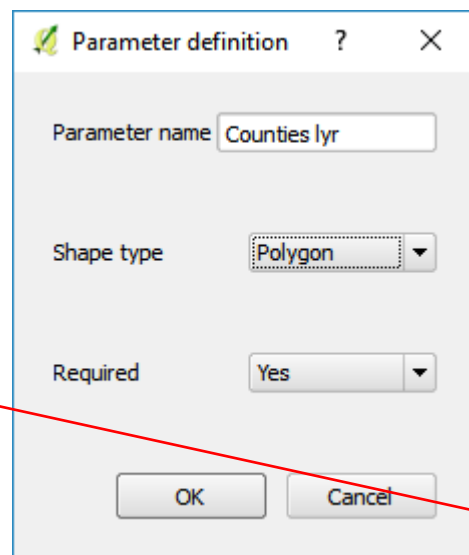 Parameter definition ? ×
Parameter name Counties lyr
Shape type Polygon
Required Yes
OK Cancel